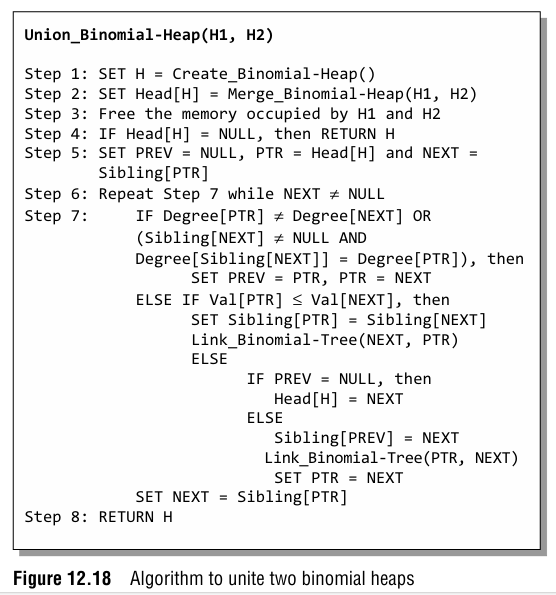 Union_Binomial-Heap(H1, H2)
Step 1: SET H = Create_Binomial-Heap()
Step 2: SET Head[H] = Merge_Binomial-Heap(H1, H2)
Step 3: Free the memory occupied by H1 and H2
Step 4: IF Head[H] = NULL, then RETURN H
Step 5: SET PREV = NULL, PTR = Head[H] and NEXT =
Sibling[PTR]
Step 6: Repeat Step 7 while NEXT ≠ NULL
Step 7: IF Degree[PTR] ≠ Degree[NEXT] OR
(Sibling[NEXT] ≠ NULL AND
Degree[Sibling[NEXT]] = Degree[PTR]), then
SET PREV = PTR, PTR = NEXT
ELSE IF Val[PTR] ≤ Val[NEXT], then
SET Sibling[PTR] = Sibling[NEXT]
Link_Binomial-Tree(NEXT, PTR)
ELSE
IF PREV = NULL, then
Head[H] = NEXT
ELSE
Sibling[PREV] = NEXT
Link_Binomial-Tree(PTR, NEXT)
SET PTR = NEXT
SET NEXT = Sibling[PTR]
Step 8: RETURN H
Figure 12.18 Algorithm to unite two binomial heaps